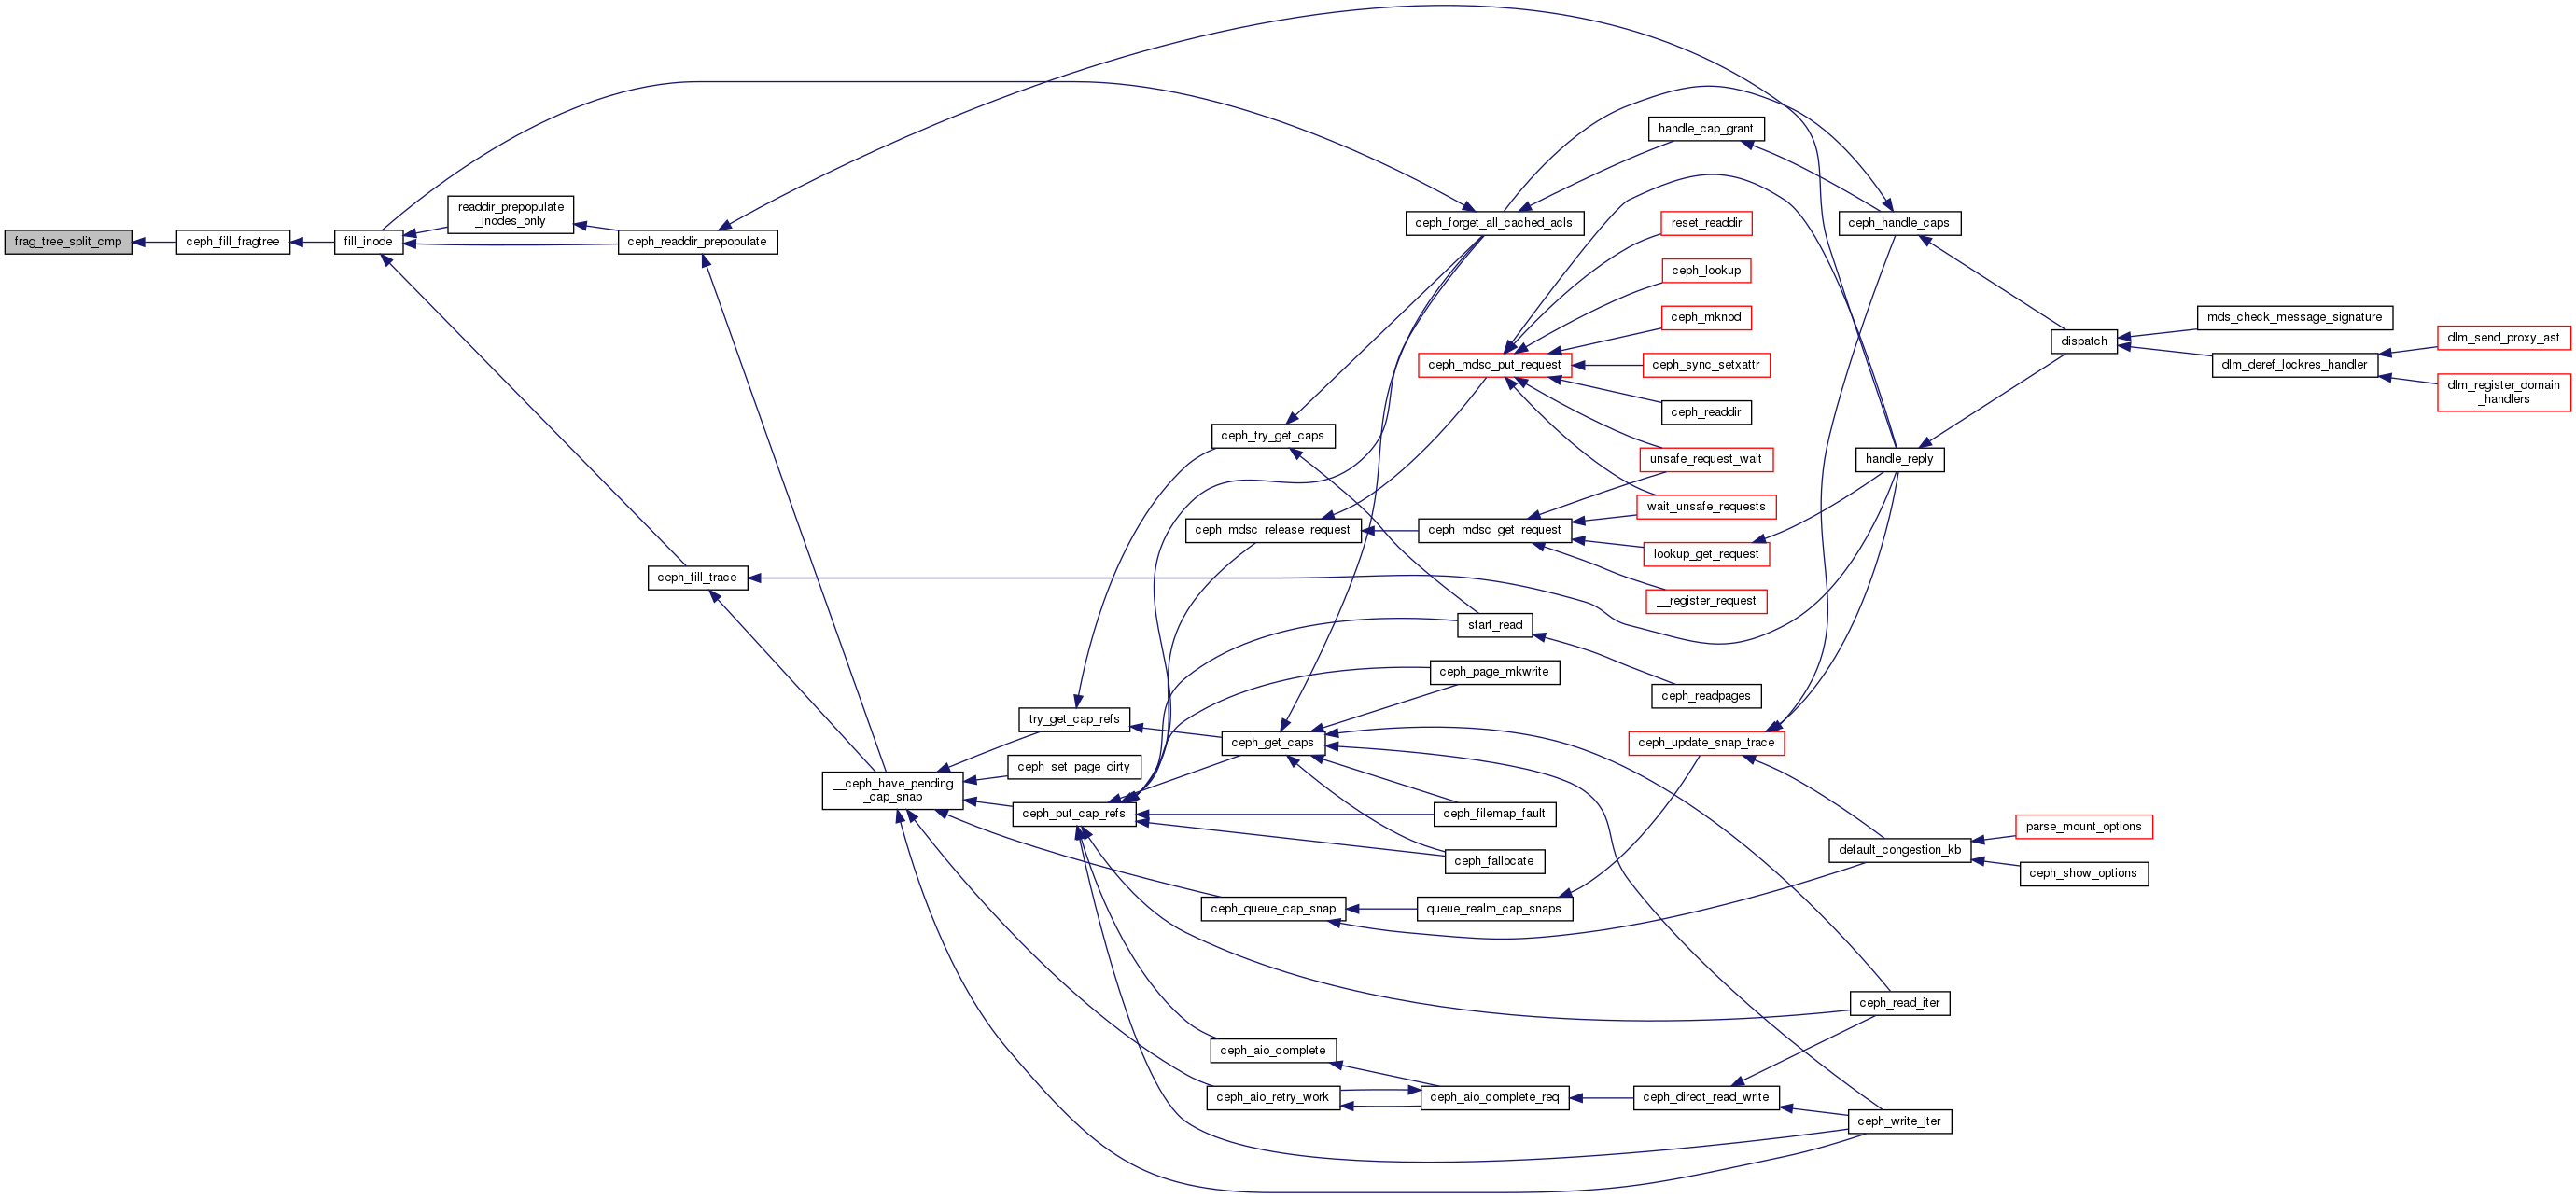 frag_tree_split_cmp
ceph_fill_fragtree
fill_inode
readdir_prepopulate
_inodes_only
ceph_readdir_prepopulate
ceph_fill_trace
__ceph_have_pending
_cap_snap
try_get_cap_refs
ceph_set_page_dirty
ceph_put_cap_refs
ceph_try_get_caps
ceph_mdsc_release_request
ceph_get_caps
ceph_queue_cap_snap
ceph_aio_complete
ceph_aio_retry_work
ceph_forget_all_cached_acls
ceph_mdsc_put_request
ceph_mdsc_get_request
start_read
ceph_page_mkwrite
ceph_filemap_fault
ceph_fallocate
queue_realm_cap_snaps
ceph_aio_complete_req
handle_cap_grant
reset_readdir
ceph_lookup
ceph_mknod
ceph_sync_setxattr
ceph_readdir
unsafe_request_wait
wait_unsafe_requests
lookup_get_request
__register_request
ceph_readpages
ceph_update_snap_trace
ceph_direct_read_write
ceph_handle_caps
handle_reply
default_congestion_kb
ceph_read_iter
ceph_write_iter
dispatch
parse_mount_options
ceph_show_options
mds_check_message_signature
dlm_deref_lockres_handler
dlm_send_proxy_ast
dlm_register_domain
_handlers